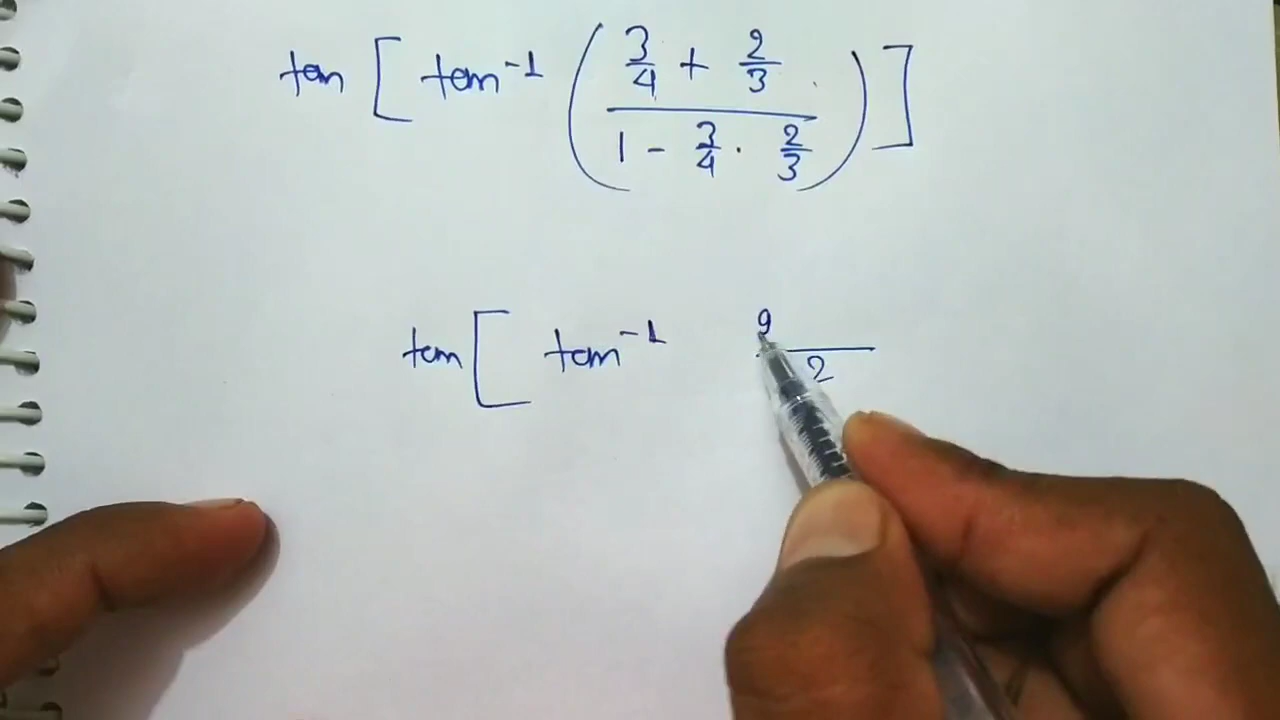 tan [ tan⁻¹ ( (3/4 + 2/3) / (1 - 3/4 · 2/3) ) ]
tan [ tan⁻¹ 9 / 2